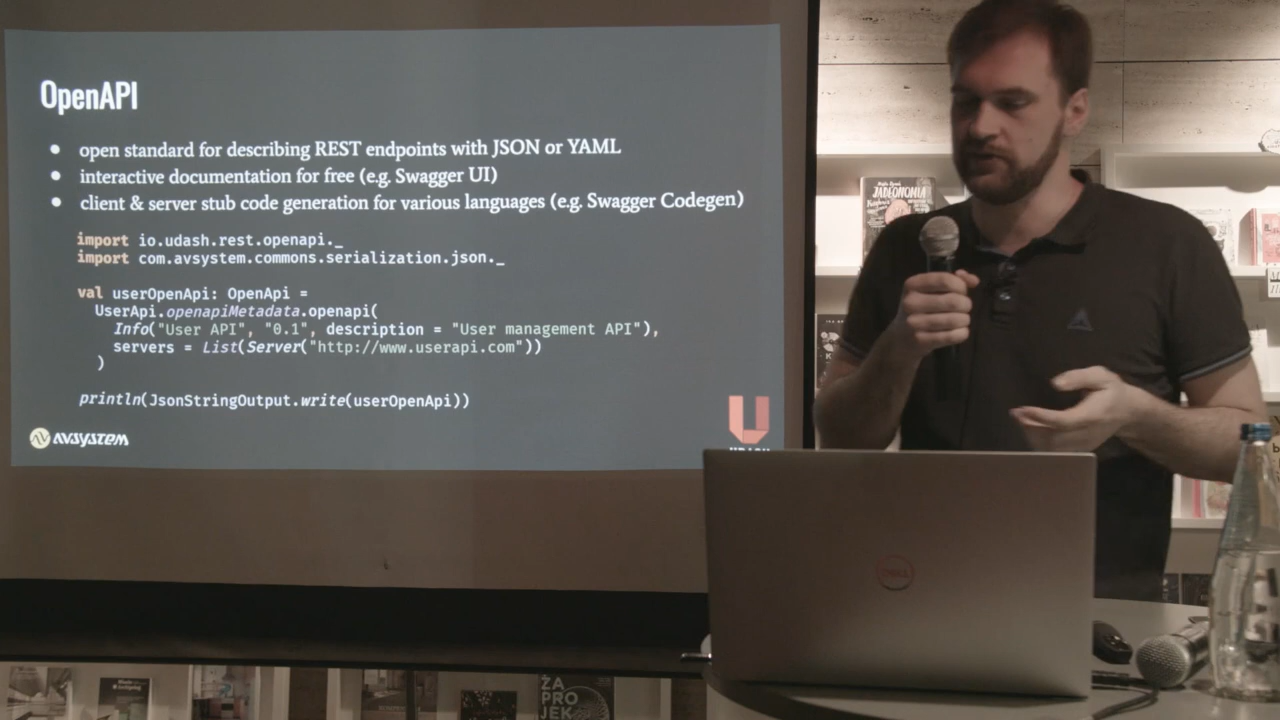 OpenAPI
● open standard for describing REST endpoints with JSON or YAML
● interactive documentation for free (e.g. Swagger UI)
● client & server stub code generation for various languages (e.g. Swagger Codegen)
import io.udash.rest.openapi._
import com.avsystem.commons.serialization.json._
val userOpenApi: OpenApi =
UserApi.openapiMetadata.openapi(
Info("User API", "0.1", description = "User management API"),
servers = List(Server("http://www.userapi.com"))
)
println(JsonStringOutput.write(userOpenApi))
AVSYSTEM
JADŁONOMIA
DELL
ŻA
PRO
JEK